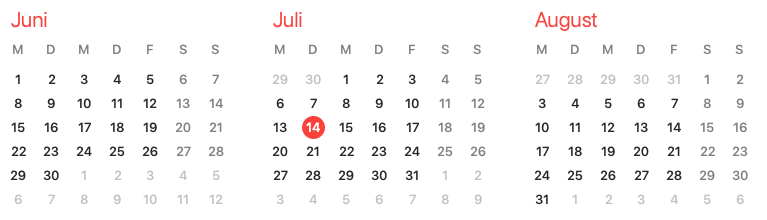 Juni
M D M D F S S
1 2 3 4 5 6 7
8 9 10 11 12 13 14
15 16 17 18 19 20 21
22 23 24 25 26 27 28
29 30 1 2 3 4 5
6 7 8 9 10 11 12
Juli
M D M D F S S
29 30 1 2 3 4 5
6 7 8 9 10 11 12
13 14 15 16 17 18 19
20 21 22 23 24 25 26
27 28 29 30 31 1 2
3 4 5 6 7 8 9
August
M D M D F S S
27 28 29 30 31 1 2
3 4 5 6 7 8 9
10 11 12 13 14 15 16
17 18 19 20 21 22 23
24 25 26 27 28 29 30
31 1 2 3 4 5 6